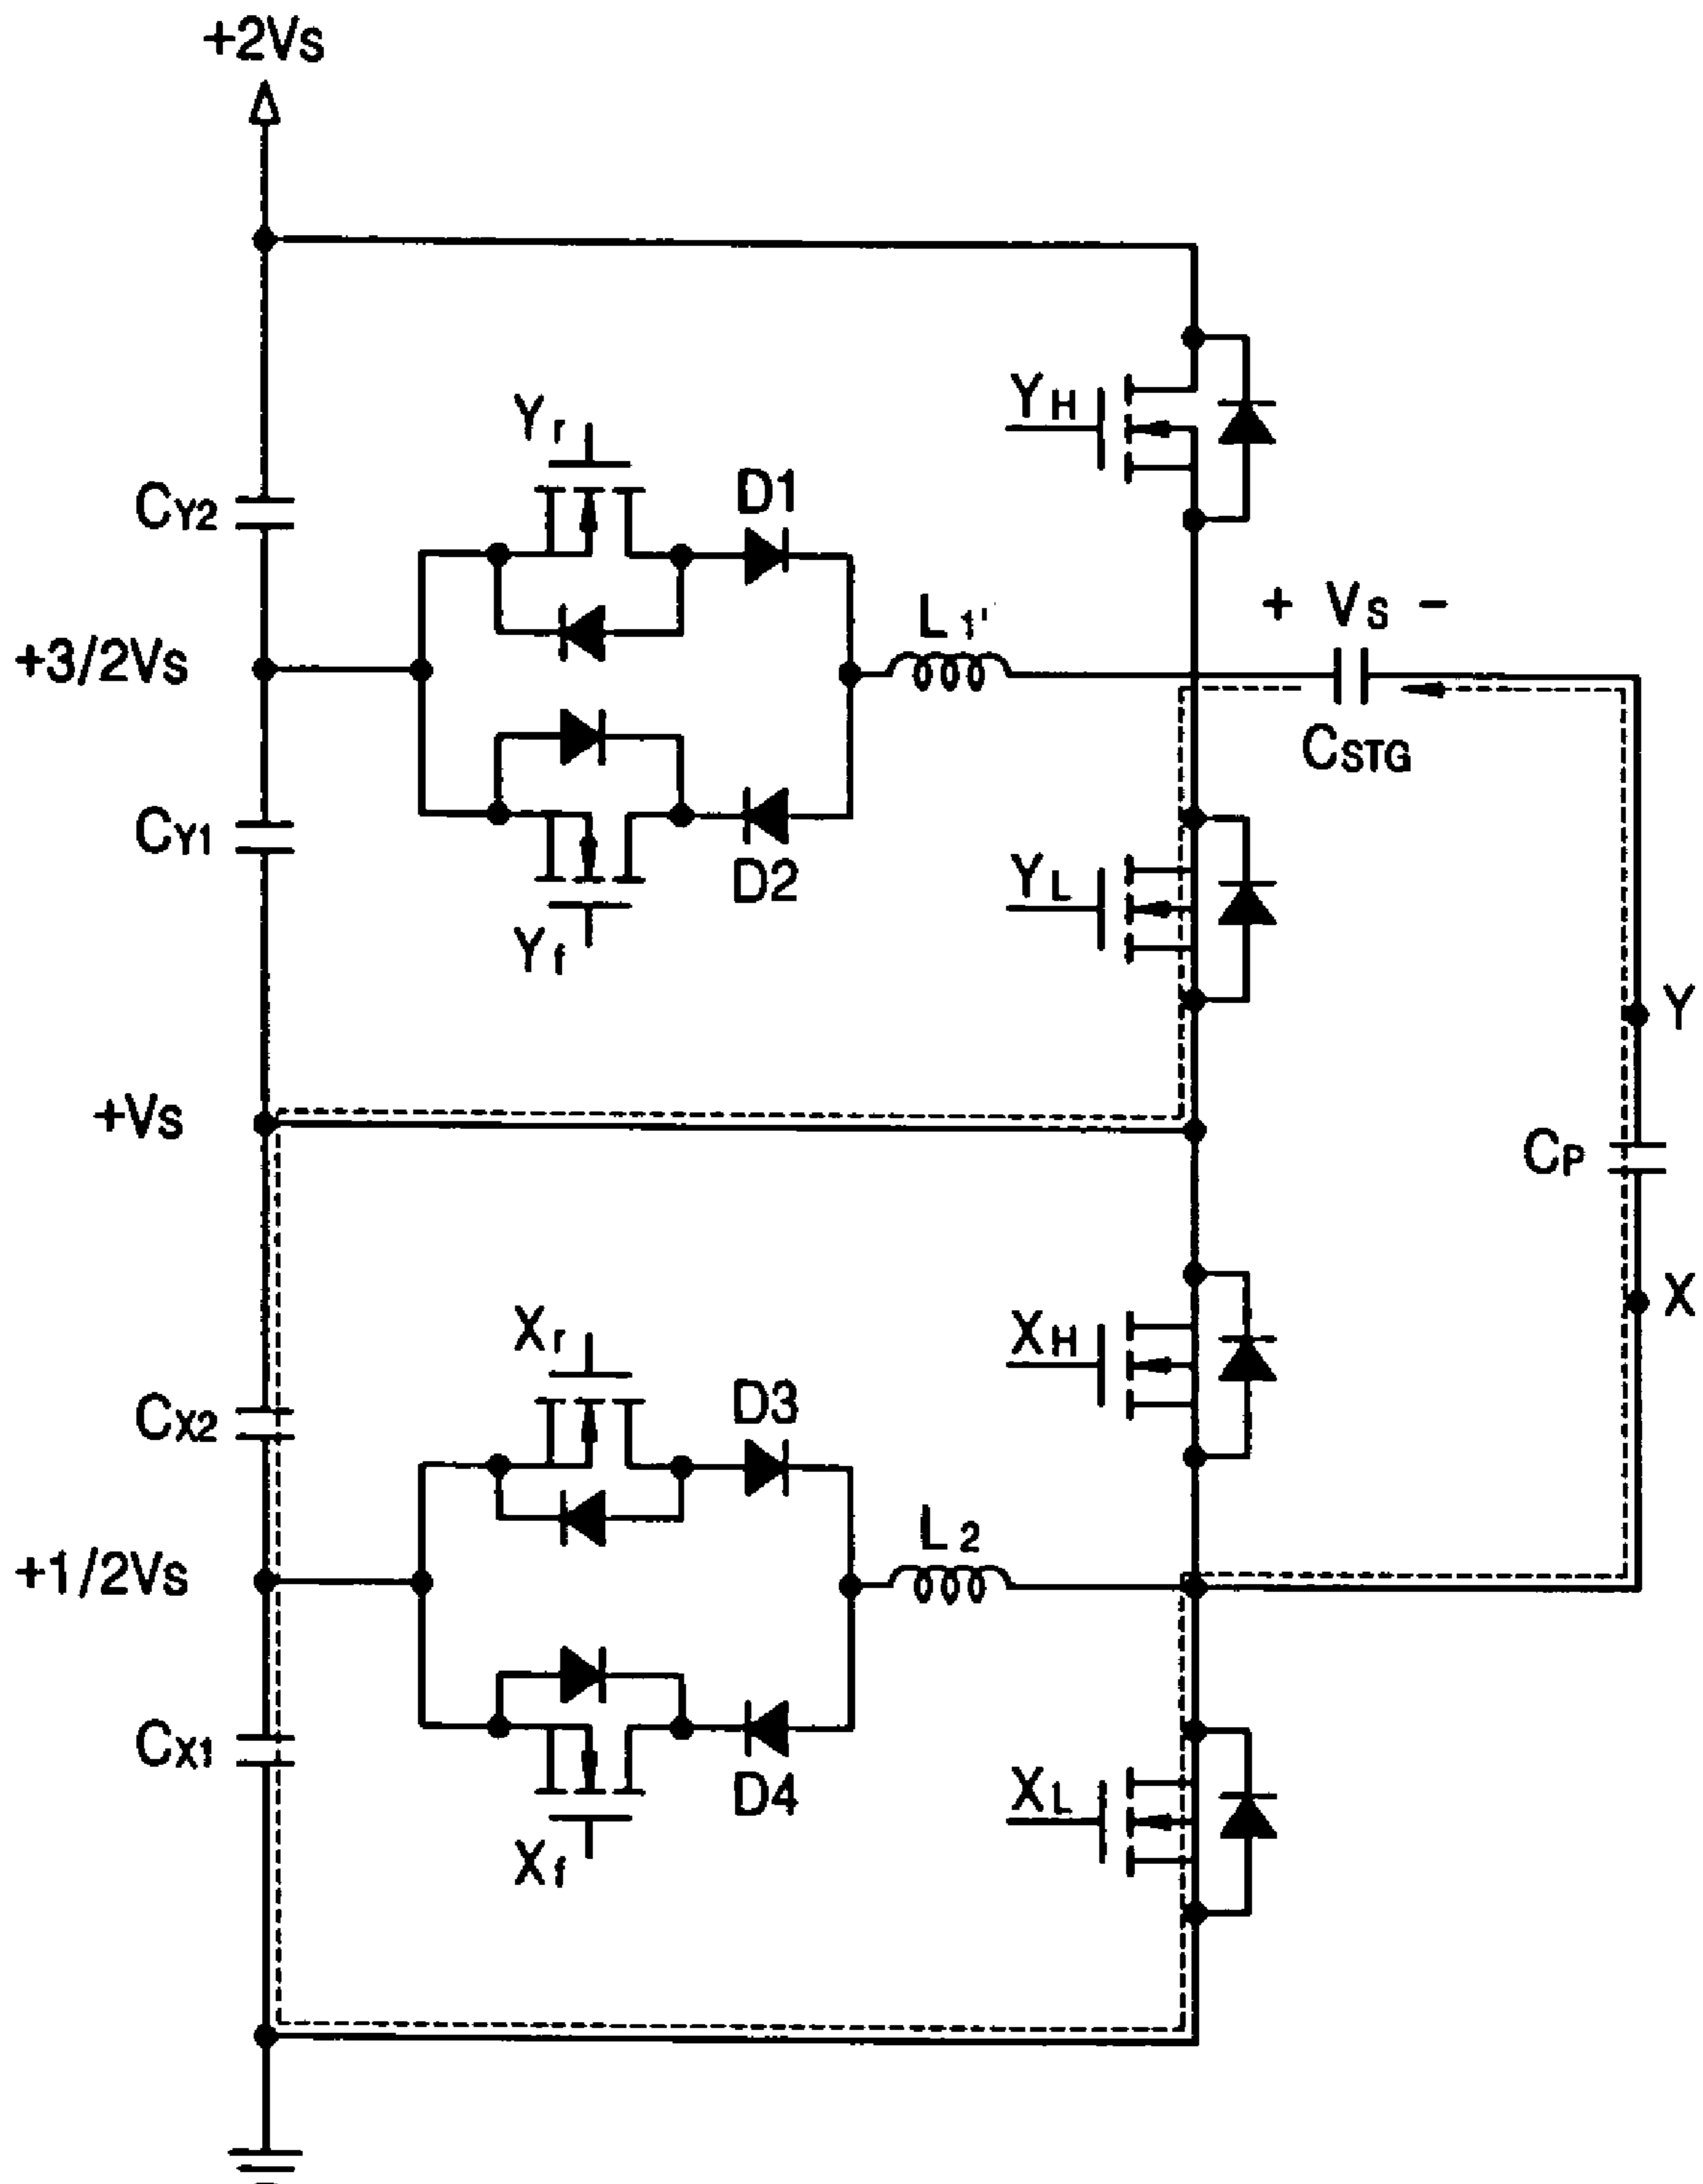 +2Vs
YH
Yr
D1
CY2
+ Vs -
L1'
+3/2Vs
CSTG
CY1
YL
D2
Yf
Y
+Vs
CP
X
Xr
XH
D3
CX2
L2
+1/2Vs
CX1
XL
D4
Xf